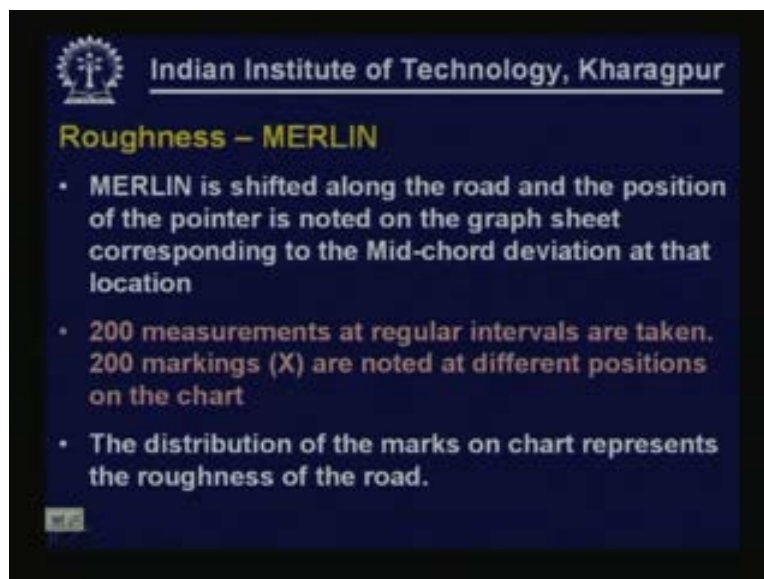 Indian Institute of Technology, Kharagpur
Roughness – MERLIN
• MERLIN is shifted along the road and the position
of the pointer is noted on the graph sheet
corresponding to the Mid-chord deviation at that
location
• 200 measurements at regular intervals are taken.
200 markings (X) are noted at different positions
on the chart
• The distribution of the marks on chart represents
the roughness of the road.